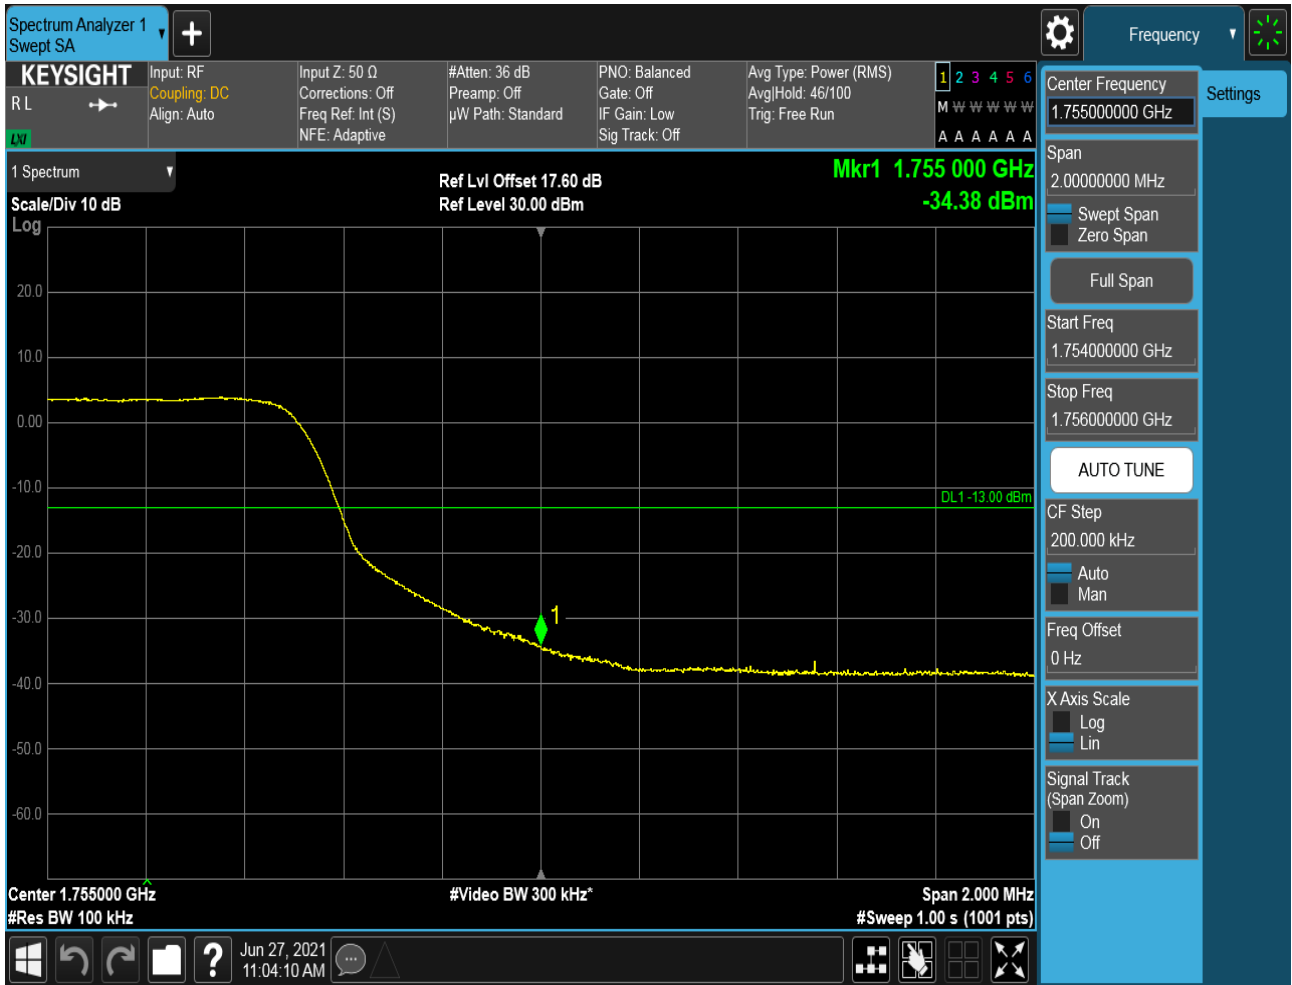 Spectrum Analyzer 1
Swept SA
Frequency
KEYSIGHT
R L
LXI
Input: RF
Coupling: DC
Align: Auto
Input Z: 50 Ω
Corrections: Off
Freq Ref: Int (S)
NFE: Adaptive
#Atten: 36 dB
Preamp: Off
µW Path: Standard
PNO: Balanced
Gate: Off
IF Gain: Low
Sig Track: Off
Avg Type: Power (RMS)
Avg|Hold: 46/100
Trig: Free Run
1 2 3 4 5 6
M W W W W W
A A A A A A
1 Spectrum
Scale/Div 10 dB
Log
Ref Lvl Offset 17.60 dB
Ref Level 30.00 dBm
Mkr1 1.755 000 GHz
-34.38 dBm
20.0
10.0
0.00
-10.0
DL1 -13.00 dBm
-20.0
-30.0
1
-40.0
-50.0
-60.0
Center 1.755000 GHz
#Video BW 300 kHz*
Span 2.000 MHz
#Res BW 100 kHz
#Sweep 1.00 s (1001 pts)
Jun 27, 2021
11:04:10 AM
Center Frequency
1.755000000 GHz
Settings
Span
2.00000000 MHz
Swept Span
Zero Span
Full Span
Start Freq
1.754000000 GHz
Stop Freq
1.756000000 GHz
AUTO TUNE
CF Step
200.000 kHz
Auto
Man
Freq Offset
0 Hz
X Axis Scale
Log
Lin
Signal Track
(Span Zoom)
On
Off